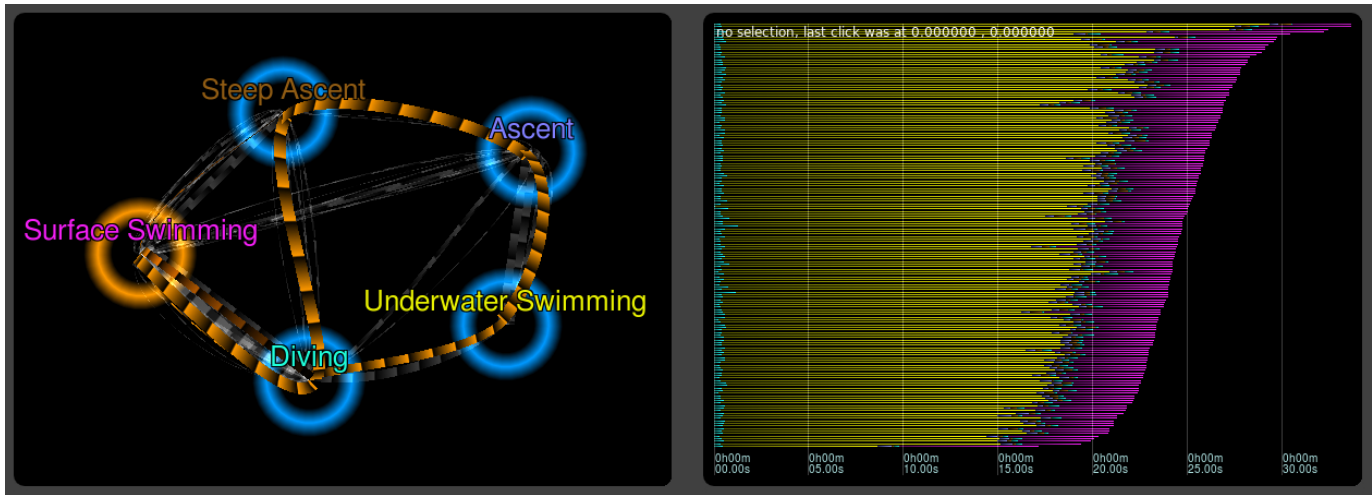 Steep Ascent
Ascent
Surface Swimming
Underwater Swimming
Diving
no selection, last click was at 0.000000 , 0.000000
0h00m 0h00m 0h00m 0h00m 0h00m 0h00m 0h00m
00.00s 05.00s 10.00s 15.00s 20.00s 25.00s 30.00s